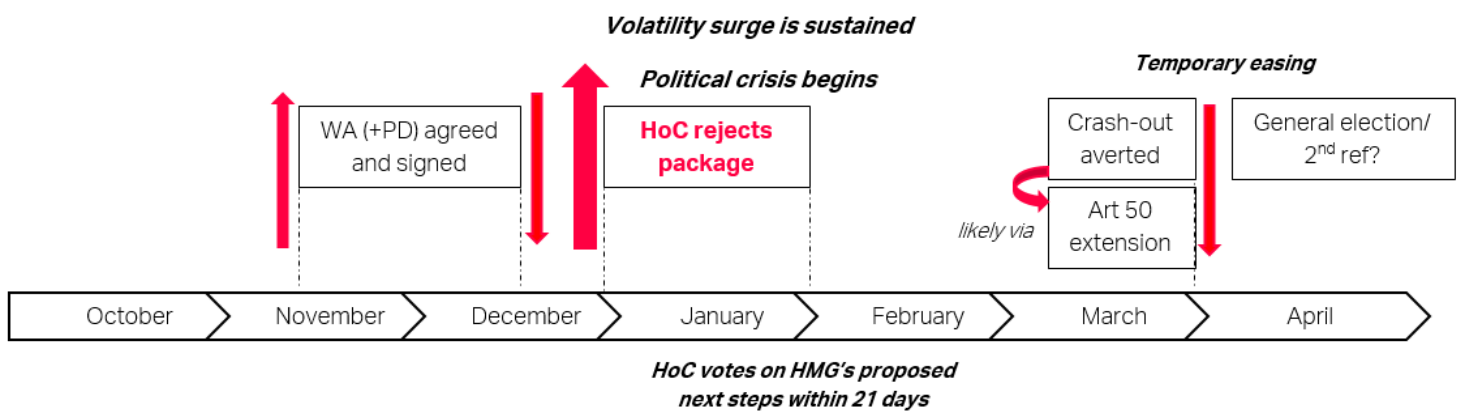 Volatility surge is sustained
Political crisis begins
Temporary easing
WA (+PD) agreed
and signed
HoC rejects
package
Crash-out
averted
General election/
2nd ref?
likely via
Art 50
extension
October
November
December
January
February
March
April
HoC votes on HMG's proposed
next steps within 21 days